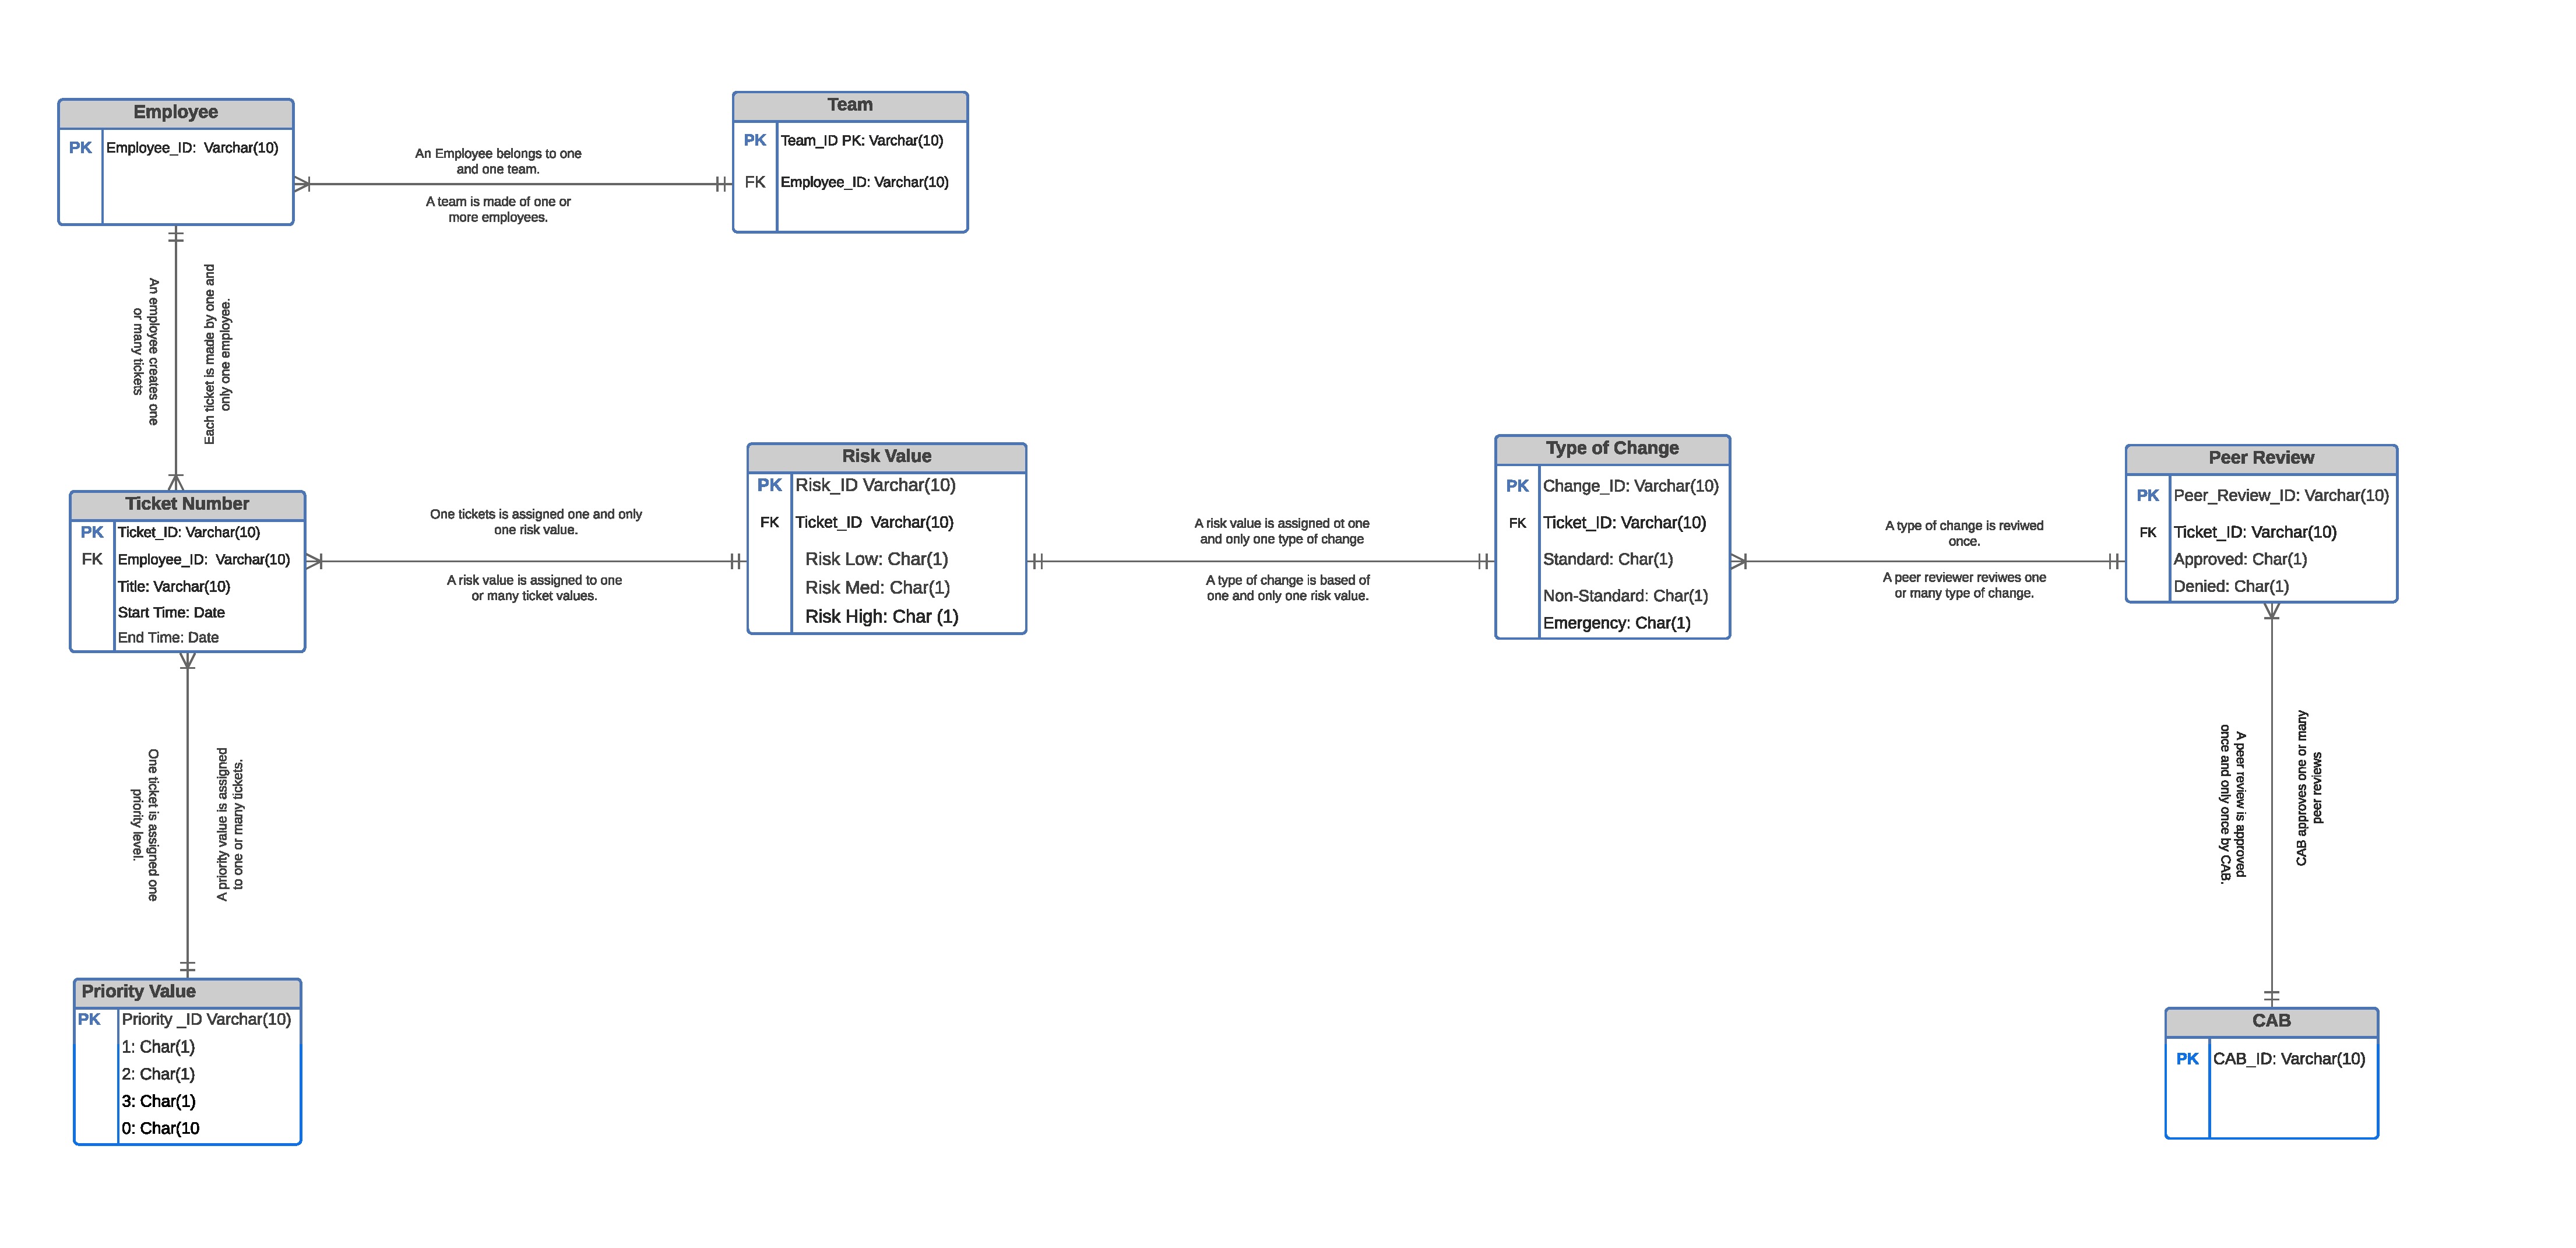 Employee
PK Employee_ID: Varchar(10)
An Employee belongs to one
and one team.
A team is made of one or
more employees.
Team
PK Team_ID PK: Varchar(10)
FK Employee_ID: Varchar(10)
An employee creates one
or many tickets
Each ticket is made by one and
only one employee.
Ticket Number
PK Ticket_ID: Varchar(10)
FK Employee_ID: Varchar(10)
Title: Varchar(10)
Start Time: Date
End Time: Date
One tickets is assigned one and only
one risk value.
A risk value is assigned to one
or many ticket values.
Risk Value
PK Risk_ID Varchar(10)
FK Ticket_ID Varchar(10)
Risk Low: Char(1)
Risk Med: Char(1)
Risk High: Char (1)
A risk value is assigned ot one
and only one type of change
A type of change is based of
one and only one risk value.
Type of Change
PK Change_ID: Varchar(10)
FK Ticket_ID: Varchar(10)
Standard: Char(1)
Non-Standard: Char(1)
Emergency: Char(1)
A type of change is reviwed
once.
A peer reviewer reviwes one
or many type of change.
Peer Review
PK Peer_Review_ID: Varchar(10)
FK Ticket_ID: Varchar(10)
Approved: Char(1)
Denied: Char(1)
One ticket is assigned one
priority level.
A priority value is assigned
to one or many tickets.
A peer review is approved
once and only once by CAB.
CAB approves one or many
peer reviews
Priority Value
PK Priority _ID Varchar(10)
1: Char(1)
2: Char(1)
3: Char(1)
0: Char(10
CAB
PK CAB_ID: Varchar(10)